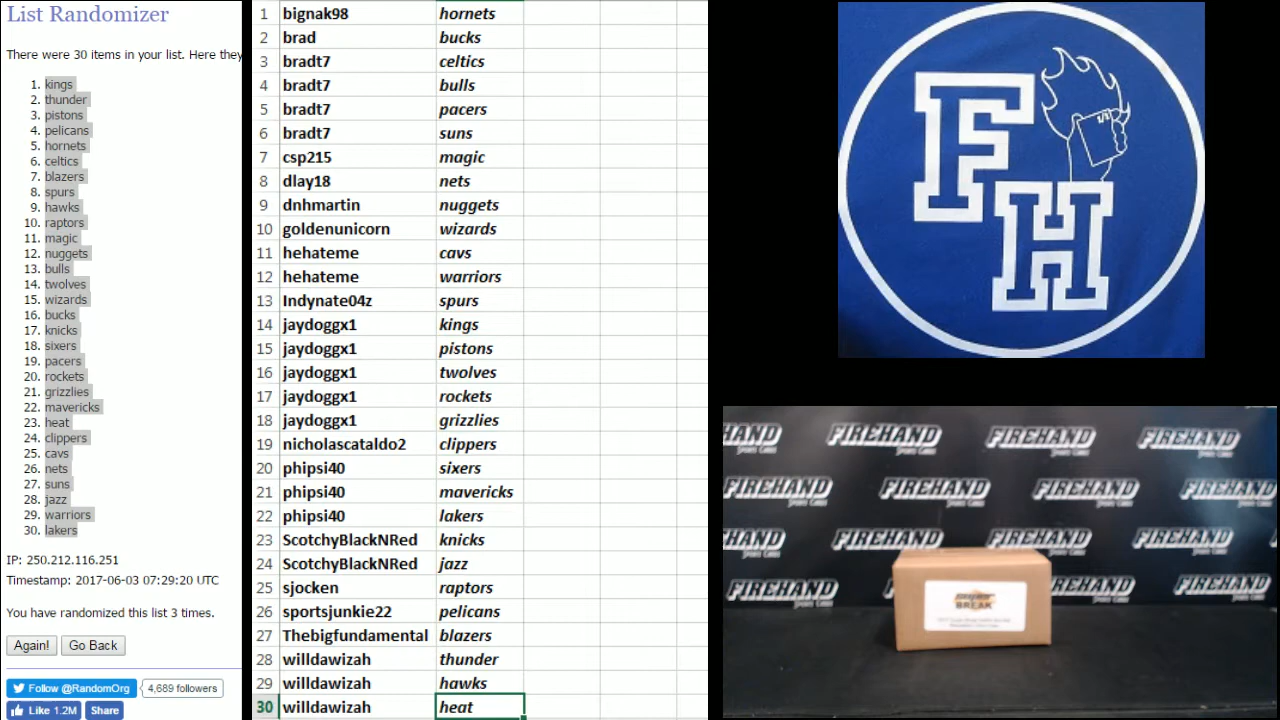 List Randomizer
There were 30 items in your list. Here they
1. kings
2. thunder
3. pistons
4. pelicans
5. hornets
6. celtics
7. blazers
8. spurs
9. hawks
10. raptors
11. magic
12. nuggets
13. bulls
14. twolves
15. wizards
16. bucks
17. knicks
18. sixers
19. pacers
20. rockets
21. grizzlies
22. mavericks
23. heat
24. clippers
25. cavs
26. nets
27. suns
28. jazz
29. warriors
30. lakers
IP: 250.212.116.251
Timestamp: 2017-06-03 07:29:20 UTC
You have randomized this list 3 times.
Again! Go Back
Follow @RandomOrg 4,689 followers
Like 1.2M Share
1 bignak98 hornets
2 brad bucks
3 bradt7 celtics
4 bradt7 bulls
5 bradt7 pacers
6 bradt7 suns
7 csp215 magic
8 dlay18 nets
9 dnhmartin nuggets
10 goldenunicorn wizards
11 hehateme cavs
12 hehateme warriors
13 Indynate04z spurs
14 jaydoggx1 kings
15 jaydoggx1 pistons
16 jaydoggx1 twolves
17 jaydoggx1 rockets
18 jaydoggx1 grizzlies
19 nicholascataldo2 clippers
20 phipsi40 sixers
21 phipsi40 mavericks
22 phipsi40 lakers
23 ScotchyBlackNRed knicks
24 ScotchyBlackNRed jazz
25 sjocken raptors
26 sportsjunkie22 pelicans
27 Thebigfundamental blazers
28 willdawizah thunder
29 willdawizah hawks
30 willdawizah heat
FH
HAND FIREHAND FIREHAND FIREHAND
FIREHAND FIREHAND FIREHAND FIREHAND
HAND FIREHAND FIREHAND FIREHAND
FIREHAND FIREHAND FIREHAND
BREAK